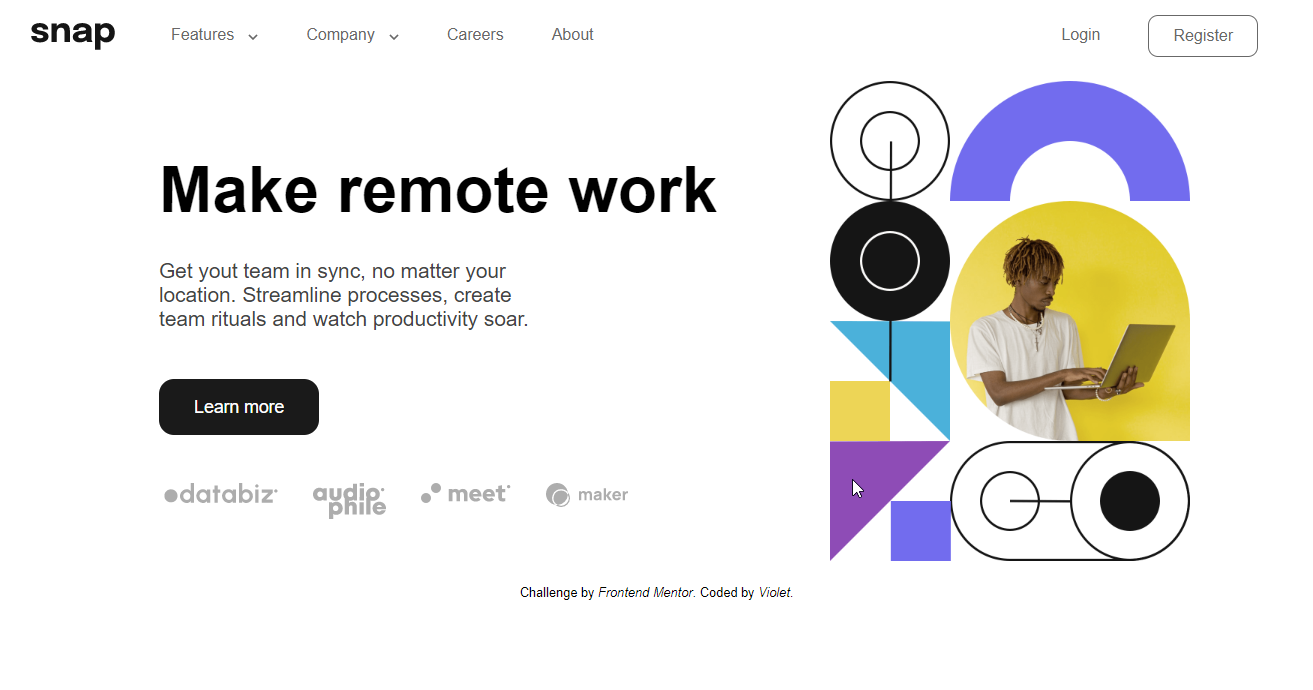 snap Features Company Careers About Login Register
Make remote work
Get yout team in sync, no matter your
location. Streamline processes, create
team rituals and watch productivity soar.
Learn more
databiz audiophile meet maker
Challenge by Frontend Mentor. Coded by Violet.